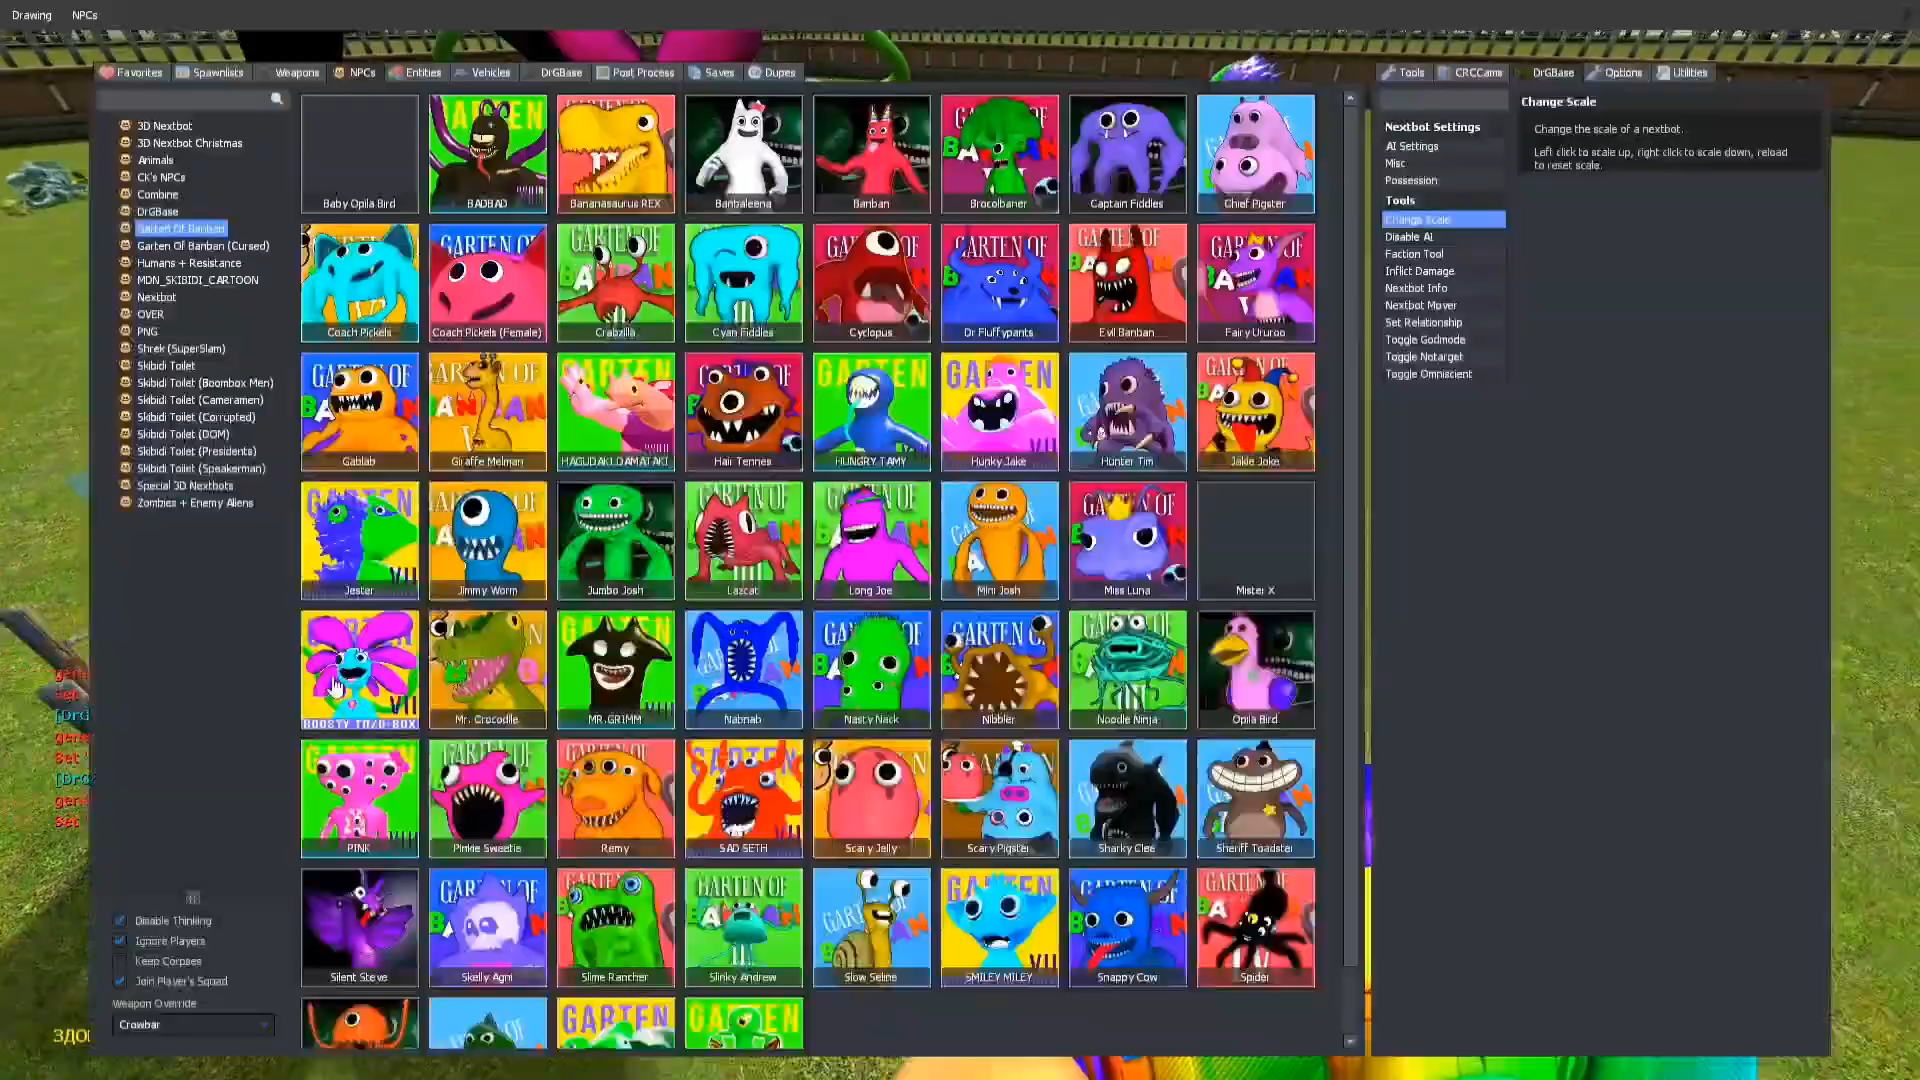 Drawing NPCs
Favorites Spawnlists Weapons NPCs Entities Vehicles DrGBase Post Process Saves Dupes
Tools CRCCams DrGBase Options Utilities
3D Nextbot
3D Nextbot Christmas
Animals
CK's NPCs
Combine
DrGBase
Garten Of Banban
Garten Of Banban (Cursed)
Humans + Resistance
MDN_SKIBIDI_CARTOON
Nextbot
OVER
PNG
Shrek (SuperSlam)
Skibidi Toilet
Skibidi Toilet (Boombox Men)
Skibidi Toilet (Cameramen)
Skibidi Toilet (Corrupted)
Skibidi Toilet (DOM)
Skibidi Toilet (Presidents)
Skibidi Toilet (Speakerman)
Special 3D Nextbots
Zombies + Enemy Aliens
Disable Thinking
Ignore Players
Keep Corpses
Join Player's Squad
Weapon Override
Crowbar
Baby Opila Bird BADBAD Bananasaurus REX Banbaleena Banban Brocolbaner Captain Fiddles Chief Pigster
Coach Pickels Coach Pickels (Female) Crabzilla Cyan Fiddles Cyclopus Dr Fluffypants Evil Banban Fairy Ururoo
Gablab Giraffe Melman HAGUDAKI DAMATAKI Hair Tennes HUNGRY TAMY Hunky Jake Hunter Tim Jakie Joke
Jester Jimmy Worm Jumbo Josh Lazcat Long Joe Mini Josh Miss Luna Mister X
BOOSTY TO/D-BOX Mr. Crocodile MR.GRIMM Nabnab Nasty Nack Nibbler Noodle Ninja Opila Bird
PINK Pinkie Sweetie Remy SAD SETH Scary Jelly Scary Pigster Sharky Clee Sheriff Toadster
Silent Steve Skelly Agni Slime Rancher Slinky Andrew Slow Seline SMILEY MILEY Snappy Cow Spider
GARTEN GARTEN
Nextbot Settings
AI Settings
Misc
Possession
Tools
Change Scale
Disable AI
Faction Tool
Inflict Damage
Nextbot Info
Nextbot Mover
Set Relationship
Toggle Godmode
Toggle Notarget
Toggle Omniscient
Change Scale
Change the scale of a nextbot.
Left click to scale up, right click to scale down, reload
to reset scale.